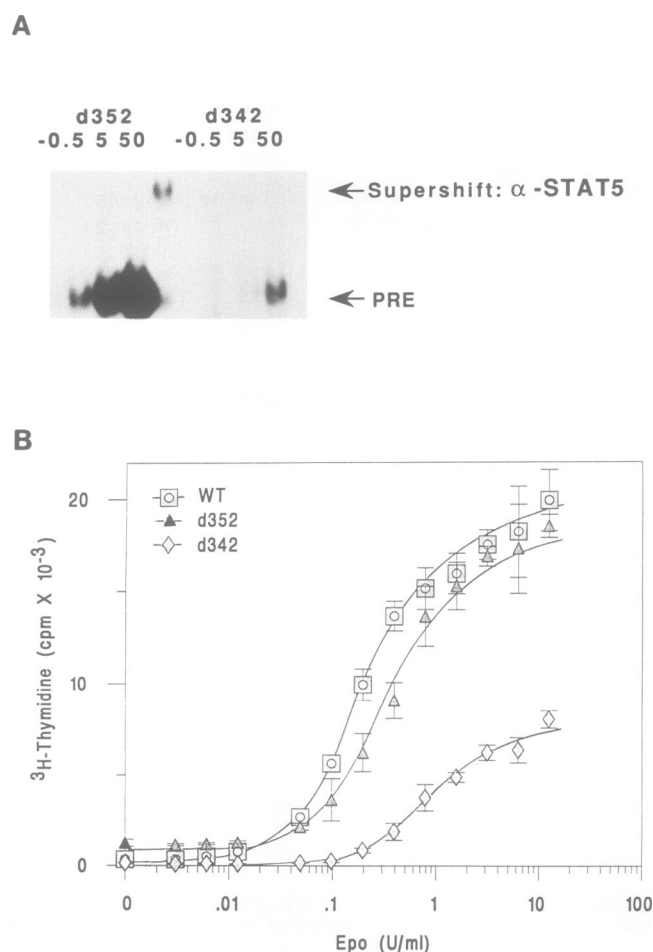 A
d352 d342
-0.5 5 50 -0.5 5 50
Supershift: α -STAT5
PRE
B
20
WT
d352
d342
10
0
³H-Thymidine (cpm X 10⁻³)
0 .01 .1 1 10 100
Epo (U/ml)